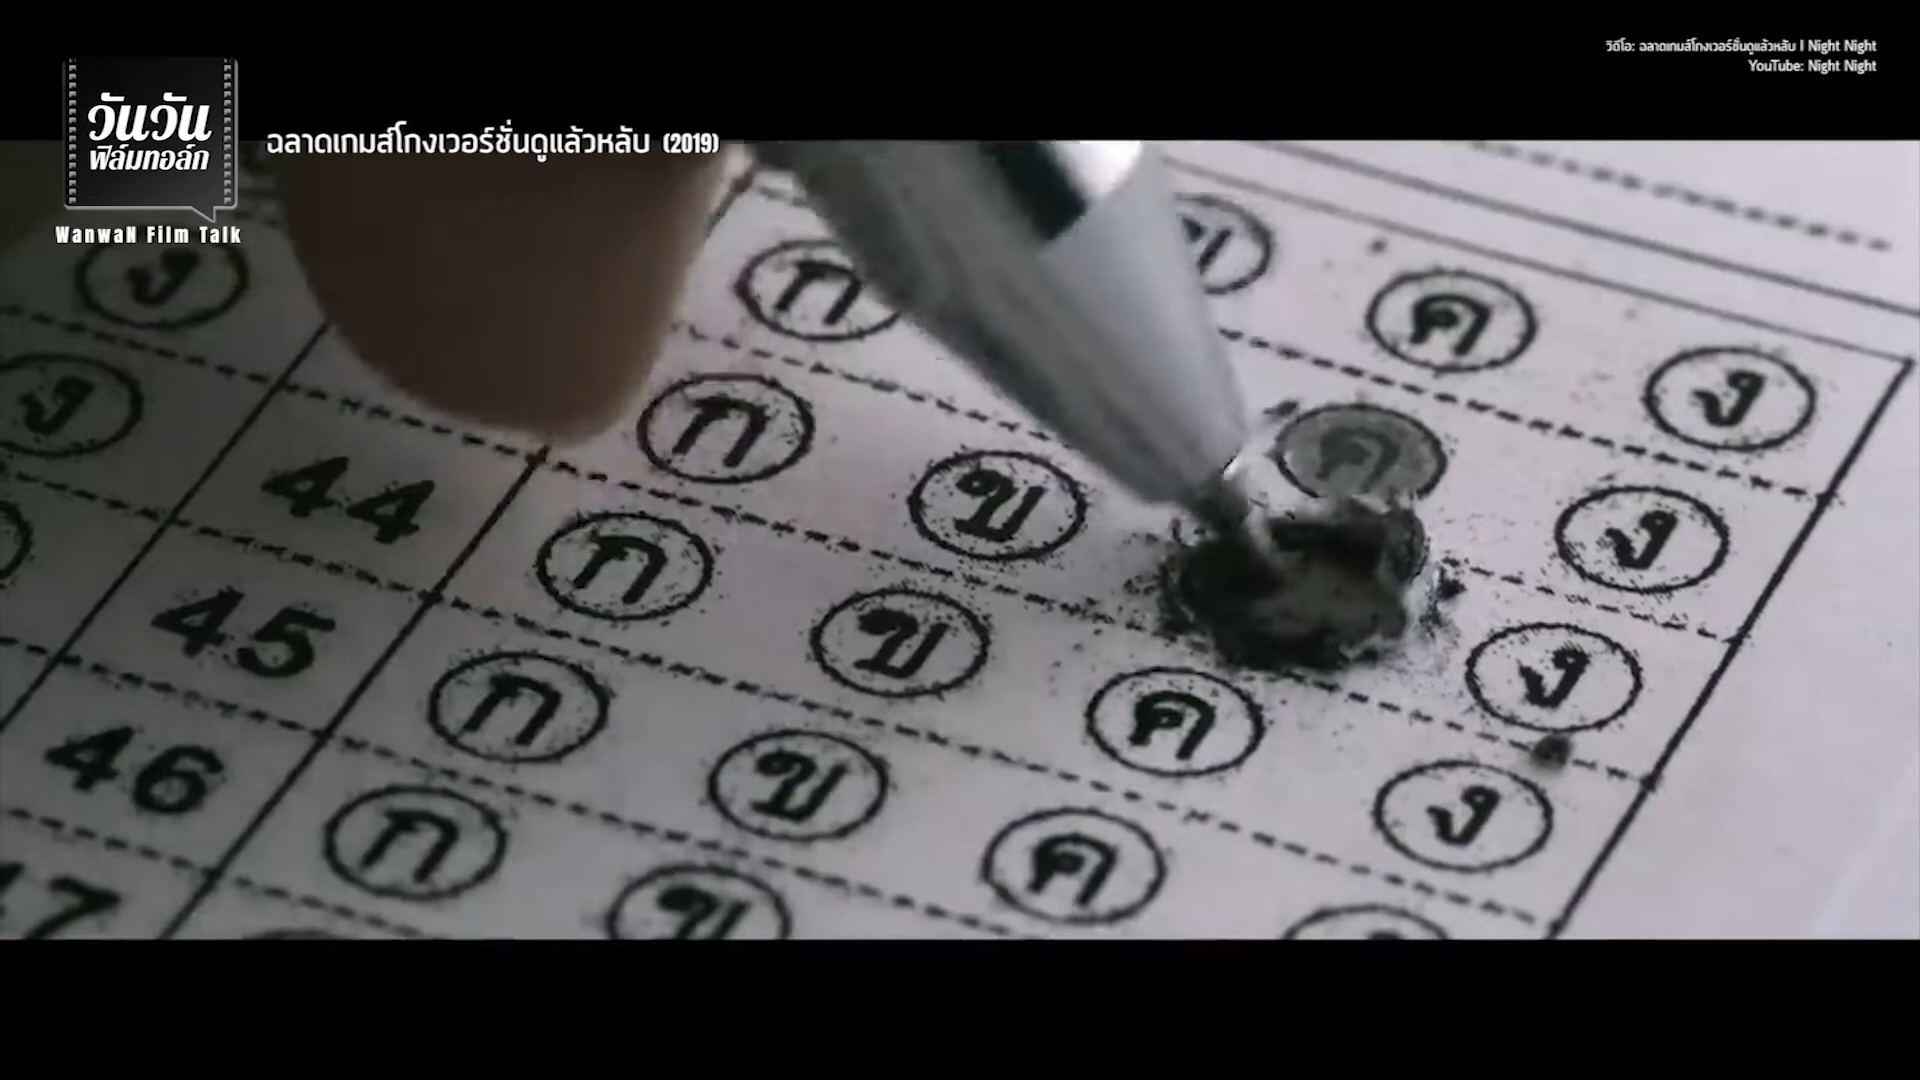 วิดีโอ: ฉลาดเกมส์โกงเวอร์ชั่นดูแล้วหลับ | Night Night
YouTube: Night Night
วันวัน
ฟิล์มทอล์ก
WanwaN Film Talk
ฉลาดเกมส์โกงเวอร์ชั่นดูแล้วหลับ (2019)
ง ก ค ง
ง ก ค ง
44 ก ข ง
45 ก ข ค ง
46 ก ข ค ง
47 ข